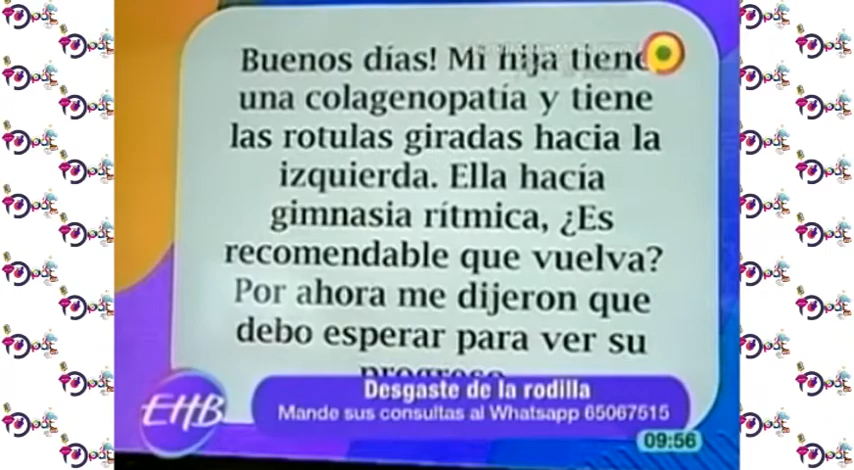 Buenos días! Mi hija tiene
una colagenopatía y tiene
las rotulas giradas hacia la
izquierda. Ella hacía
gimnasia rítmica, ¿Es
recomendable que vuelva?
Por ahora me dijeron que
debo esperar para ver su
progreso
Desgaste de la rodilla
Mande sus consultas al Whatsapp 65067515
EHB
09:56